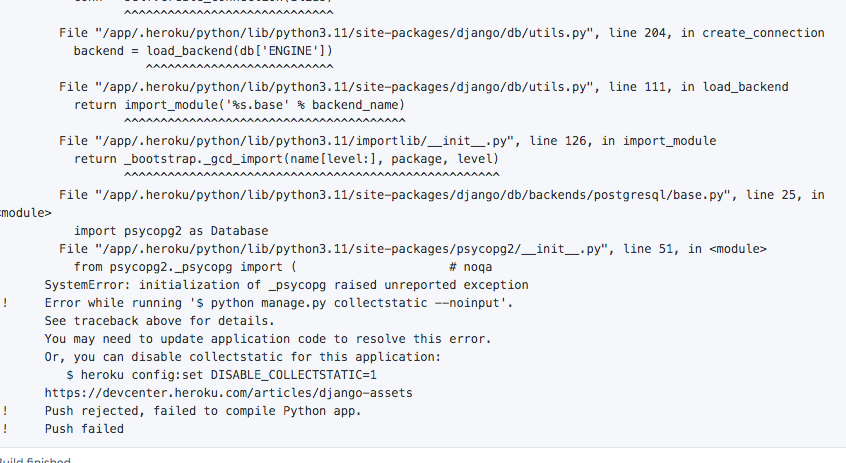 ^^^^^^^^^^^^^^^^^^^^^^^^^^^^^
File "/app/.heroku/python/lib/python3.11/site-packages/django/db/utils.py", line 204, in create_connection
backend = load_backend(db['ENGINE'])
^^^^^^^^^^^^^^^^^^^^^^^^^^
File "/app/.heroku/python/lib/python3.11/site-packages/django/db/utils.py", line 111, in load_backend
return import_module('%s.base' % backend_name)
^^^^^^^^^^^^^^^^^^^^^^^^^^^^^^^^^^^^^^^
File "/app/.heroku/python/lib/python3.11/importlib/__init__.py", line 126, in import_module
return _bootstrap._gcd_import(name[level:], package, level)
^^^^^^^^^^^^^^^^^^^^^^^^^^^^^^^^^^^^^^^^^^^^^^^^^^^^
File "/app/.heroku/python/lib/python3.11/site-packages/django/db/backends/postgresql/base.py", line 25, in
<module>
import psycopg2 as Database
File "/app/.heroku/python/lib/python3.11/site-packages/psycopg2/__init__.py", line 51, in <module>
from psycopg2._psycopg import ( # noqa
SystemError: initialization of _psycopg raised unreported exception
! Error while running '$ python manage.py collectstatic --noinput'.
See traceback above for details.
You may need to update application code to resolve this error.
Or, you can disable collectstatic for this application:
$ heroku config:set DISABLE_COLLECTSTATIC=1
https://devcenter.heroku.com/articles/django-assets
! Push rejected, failed to compile Python app.
! Push failed
Build finished